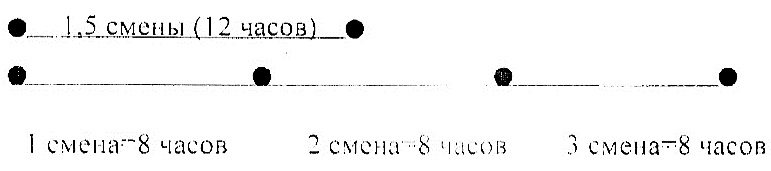 1,5 смены (12 часов)
1 смена=8 часов 2 смена=8 часов 3 смена=8 часов